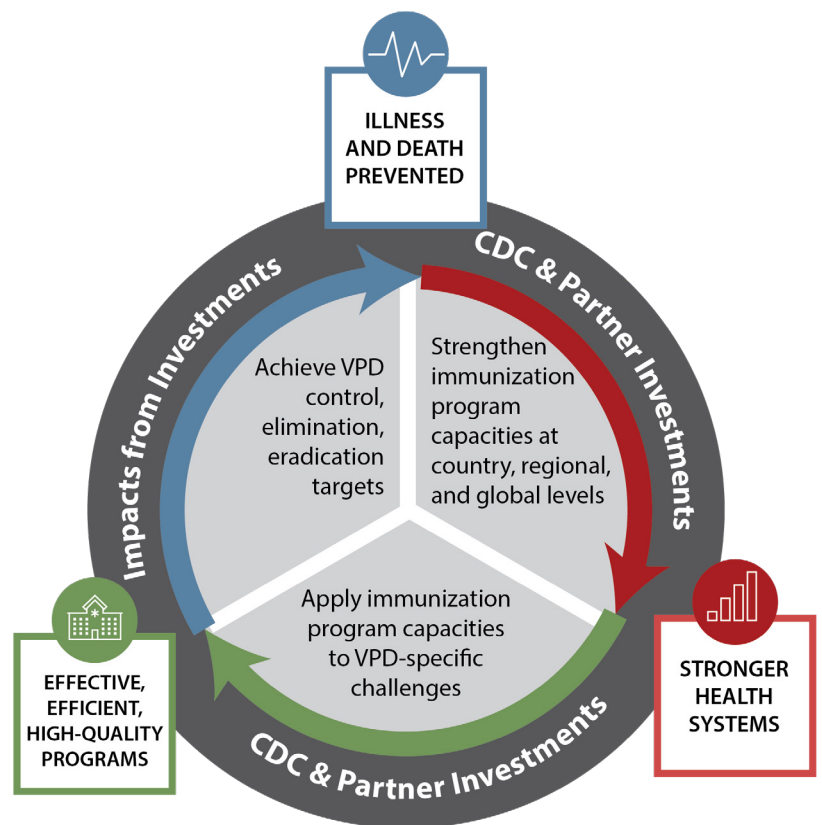 ILLNESS
AND DEATH
PREVENTED
CDC & Partner Investments
Strengthen
immunization
program
capacities at
country, regional,
and global levels
STRONGER
HEALTH
SYSTEMS
CDC & Partner Investments
Apply immunization
program capacities
to VPD-specific
challenges
EFFECTIVE,
EFFICIENT,
HIGH-QUALITY
PROGRAMS
Impacts from Investments
Achieve VPD
control,
elimination,
eradication
targets